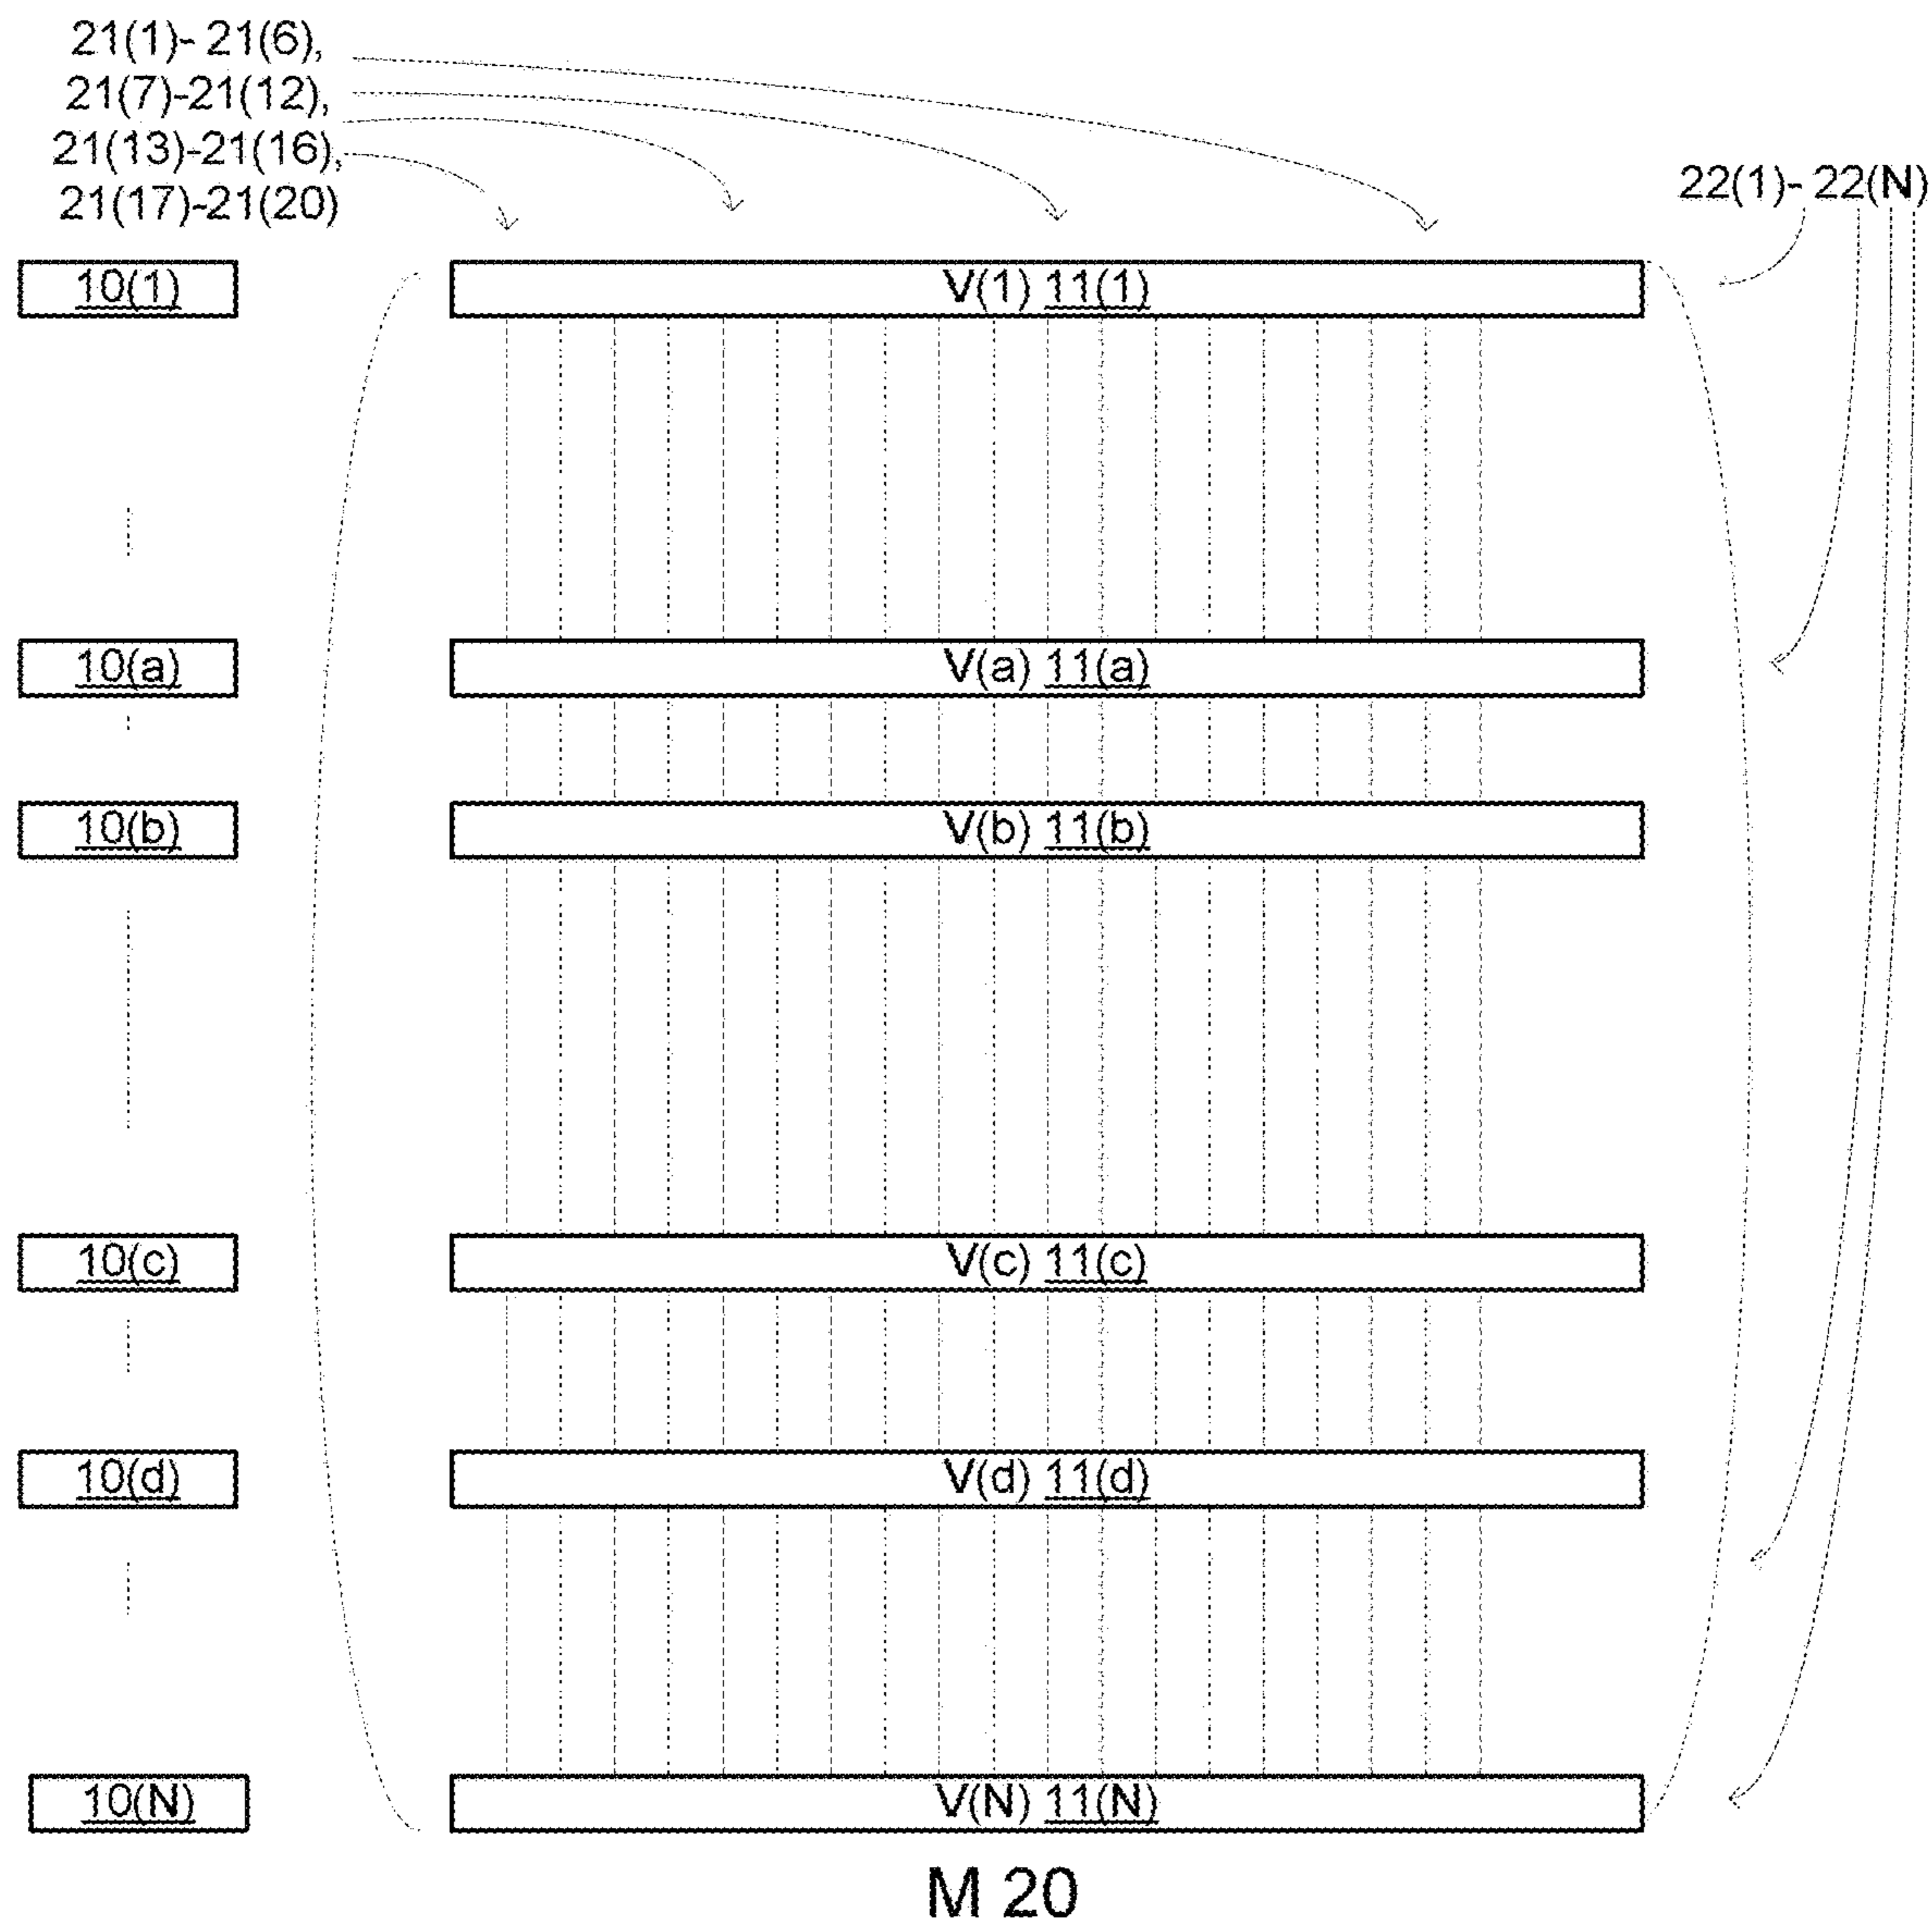 21(1)- 21(6),
21(7)-21(12),
21(13)-21(16),
21(17)-21(20)
22(1)- 22(N)
10(1)
V(1) 11(1)
10(a)
V(a) 11(a)
10(b)
V(b) 11(b)
10(c)
V(c) 11(c)
10(d)
V(d) 11(d)
10(N)
V(N) 11(N)
M 20